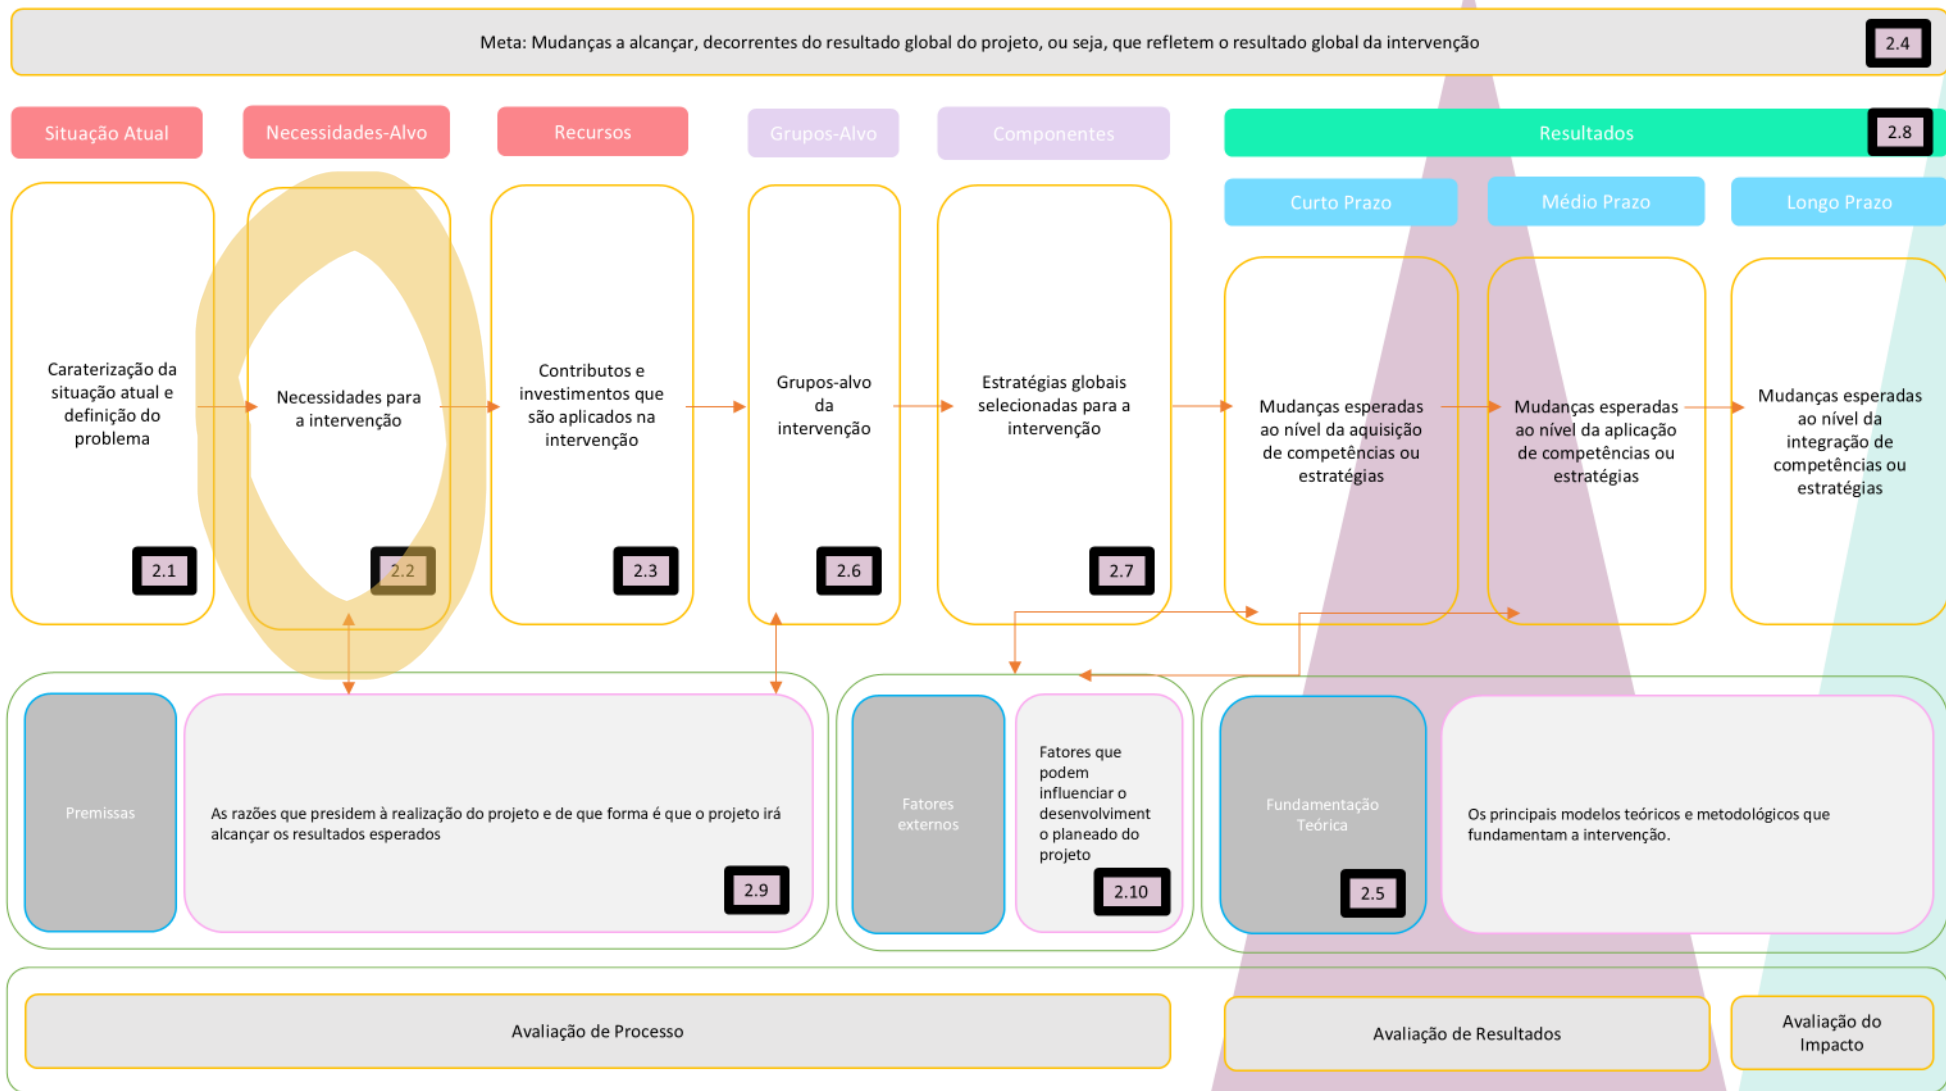 Meta: Mudanças a alcançar, decorrentes do resultado global do projeto, ou seja, que refletem o resultado global da intervenção
2.4
Situação Atual
Necessidades-Alvo
Recursos
Grupos-Alvo
Componentes
Resultados
2.8
Curto Prazo
Médio Prazo
Longo Prazo
Caraterização da
situação atual e
definição do
problema
2.1
Necessidades para
a intervenção
2.2
Contributos e
investimentos que
são aplicados na
intervenção
2.3
Grupos-alvo
da
intervenção
2.6
Estratégias globais
selecionadas para a
intervenção
2.7
Mudanças esperadas
ao nível da aquisição
de competências ou
estratégias
Mudanças esperadas
ao nível da aplicação
de competências ou
estratégias
Mudanças esperadas
ao nível da
integração de
competências ou
estratégias
Premissas
As razões que presidem à realização do projeto e de que forma é que o projeto irá
alcançar os resultados esperados
2.9
Fatores
externos
Fatores que
podem
influenciar o
desenvolviment
o planeado do
projeto
2.10
Fundamentação
Teórica
2.5
Os principais modelos teóricos e metodológicos que
fundamentam a intervenção.
Avaliação de Processo
Avaliação de Resultados
Avaliação do
Impacto